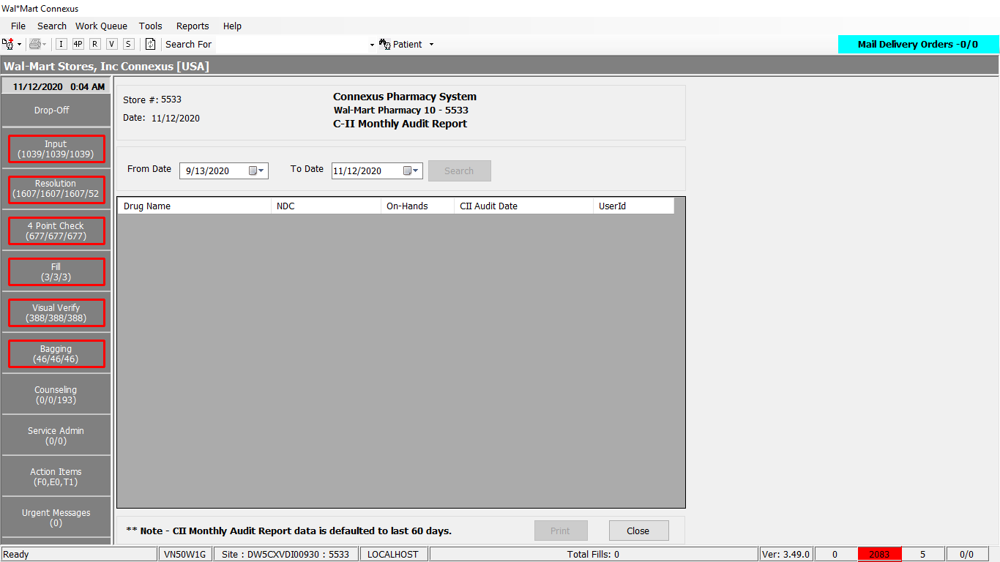 Wal*Mart Connexus
File Search Work Queue Tools Reports Help
I 4P R V S Search For Patient Mail Delivery Orders -0/0
Wal-Mart Stores, Inc Connexus [USA]
11/12/2020 0:04 AM
Drop-Off
Input
(1039/1039/1039)
Resolution
(1607/1607/1607/52
4 Point Check
(677/677/677)
Fill
(3/3/3)
Visual Verify
(388/388/388)
Bagging
(46/46/46)
Counseling
(0/0/193)
Service Admin
(0/0)
Action Items
(F0,E0,T1)
Urgent Messages
(0)
Store #: 5533
Date: 11/12/2020
Connexus Pharmacy System
Wal-Mart Pharmacy 10 - 5533
C-II Monthly Audit Report
From Date 9/13/2020 To Date 11/12/2020 Search
Drug Name NDC On-Hands CII Audit Date UserId
** Note - CII Monthly Audit Report data is defaulted to last 60 days. Print Close
Ready VN50W1G Site : DW5CXVDI00930 : 5533 LOCALHOST Total Fills: 0 Ver: 3.49.0 0 2083 5 0/0